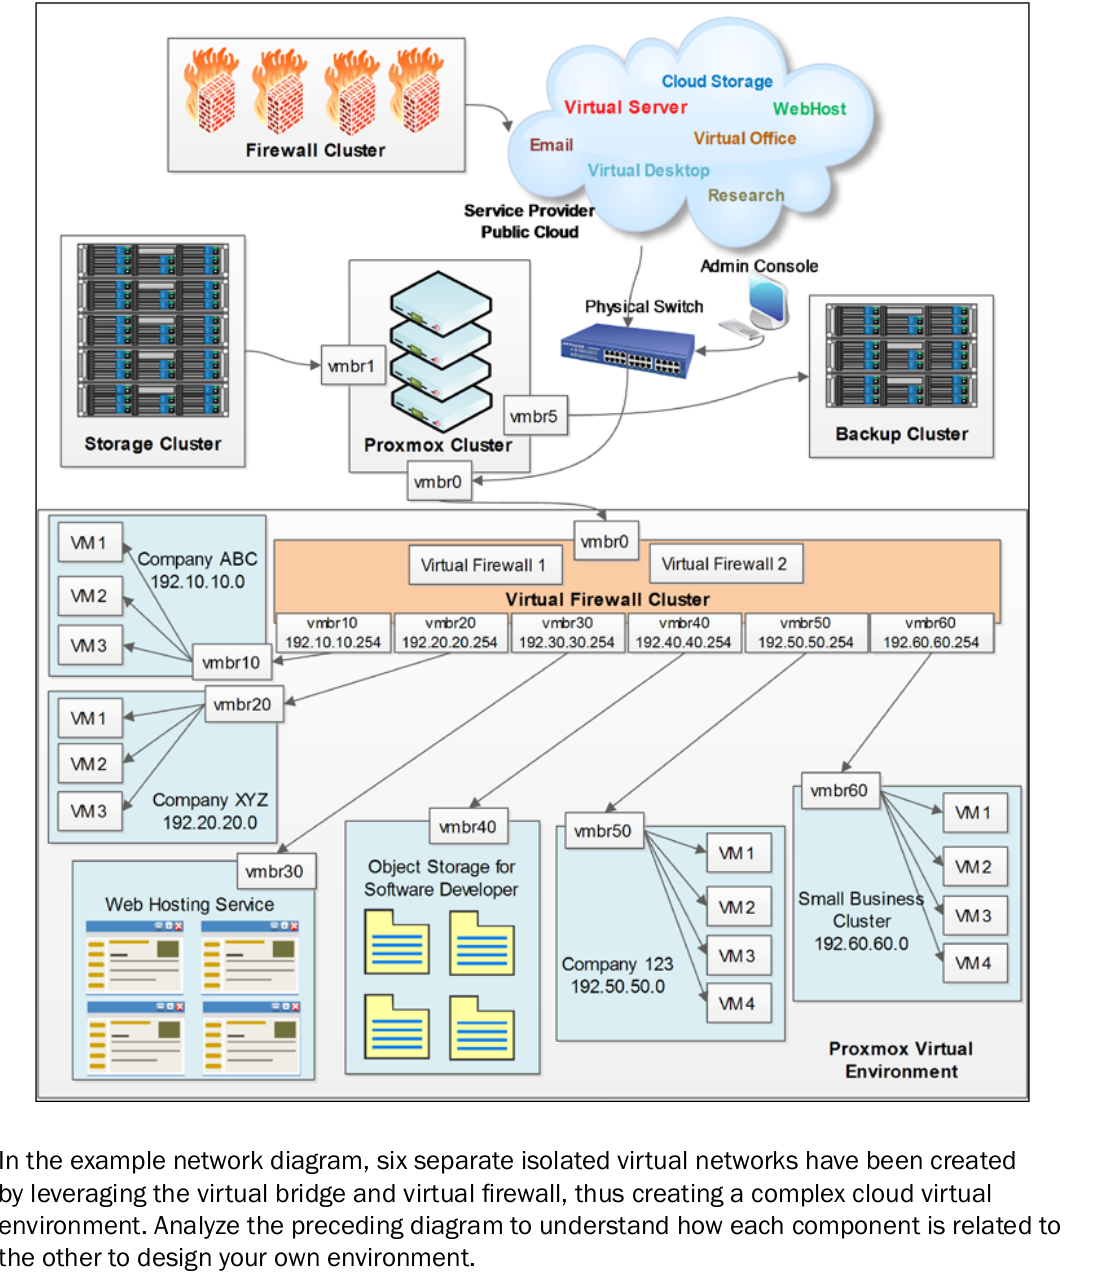 Firewall Cluster
Cloud Storage
Virtual Server
WebHost
Email
Virtual Office
Virtual Desktop
Research
Service Provider
Public Cloud
Admin Console
Physical Switch
Storage Cluster
vmbr1
Proxmox Cluster
vmbr5
vmbr0
Backup Cluster
vmbr0
Virtual Firewall 1
Virtual Firewall 2
Virtual Firewall Cluster
vmbr10
192.10.10.254
vmbr20
192.20.20.254
vmbr30
192.30.30.254
vmbr40
192.40.40.254
vmbr50
192.50.50.254
vmbr60
192.60.60.254
VM1
VM2
VM3
Company ABC
192.10.10.0
vmbr10
vmbr20
VM1
VM2
VM3
Company XYZ
192.20.20.0
vmbr30
Web Hosting Service
vmbr40
Object Storage for
Software Developer
vmbr50
VM1
VM2
VM3
VM4
Company 123
192.50.50.0
vmbr60
VM1
VM2
VM3
VM4
Small Business
Cluster
192.60.60.0
Proxmox Virtual
Environment
In the example network diagram, six separate isolated virtual networks have been created
by leveraging the virtual bridge and virtual firewall, thus creating a complex cloud virtual
environment. Analyze the preceding diagram to understand how each component is related to
the other to design your own environment.